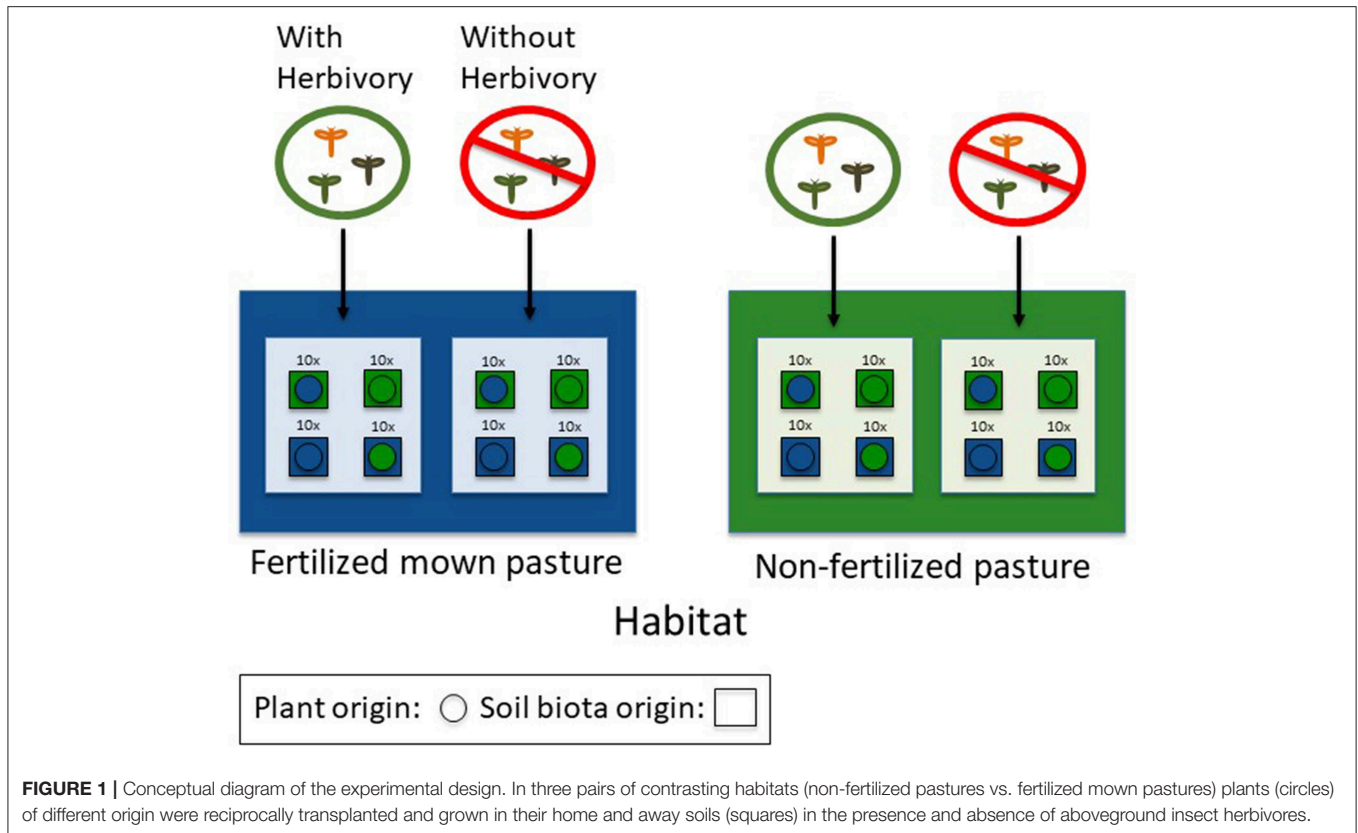 With Without
Herbivory Herbivory
10x 10x 10x 10x 10x 10x 10x 10x
10x 10x 10x 10x 10x 10x 10x 10x
Fertilized mown pasture Non-fertilized pasture
Habitat
Plant origin: Soil biota origin:
FIGURE 1 | Conceptual diagram of the experimental design. In three pairs of contrasting habitats (non-fertilized pastures vs. fertilized mown pastures) plants (circles)
of different origin were reciprocally transplanted and grown in their home and away soils (squares) in the presence and absence of aboveground insect herbivores.